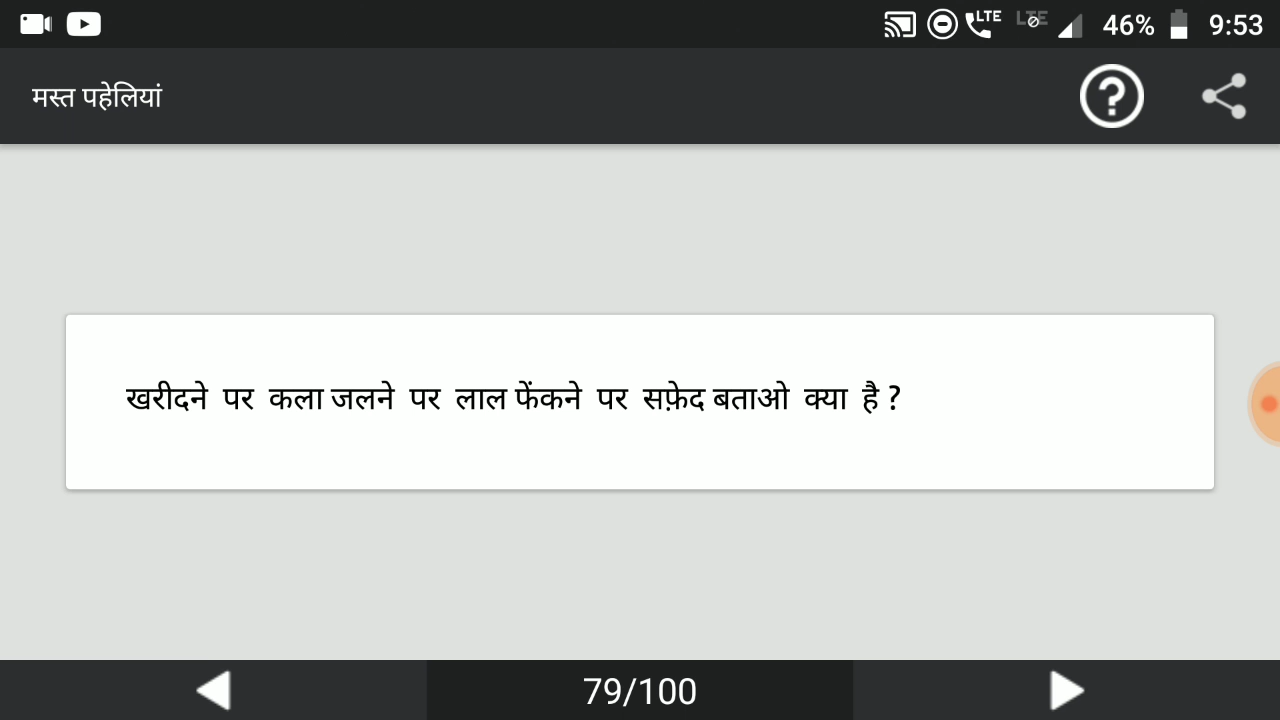 LTE LTE 46% 9:53
मस्त पहेलियां
खरीदने पर कला जलने पर लाल फेंकने पर सफ़ेद बताओ क्या है ?
79/100